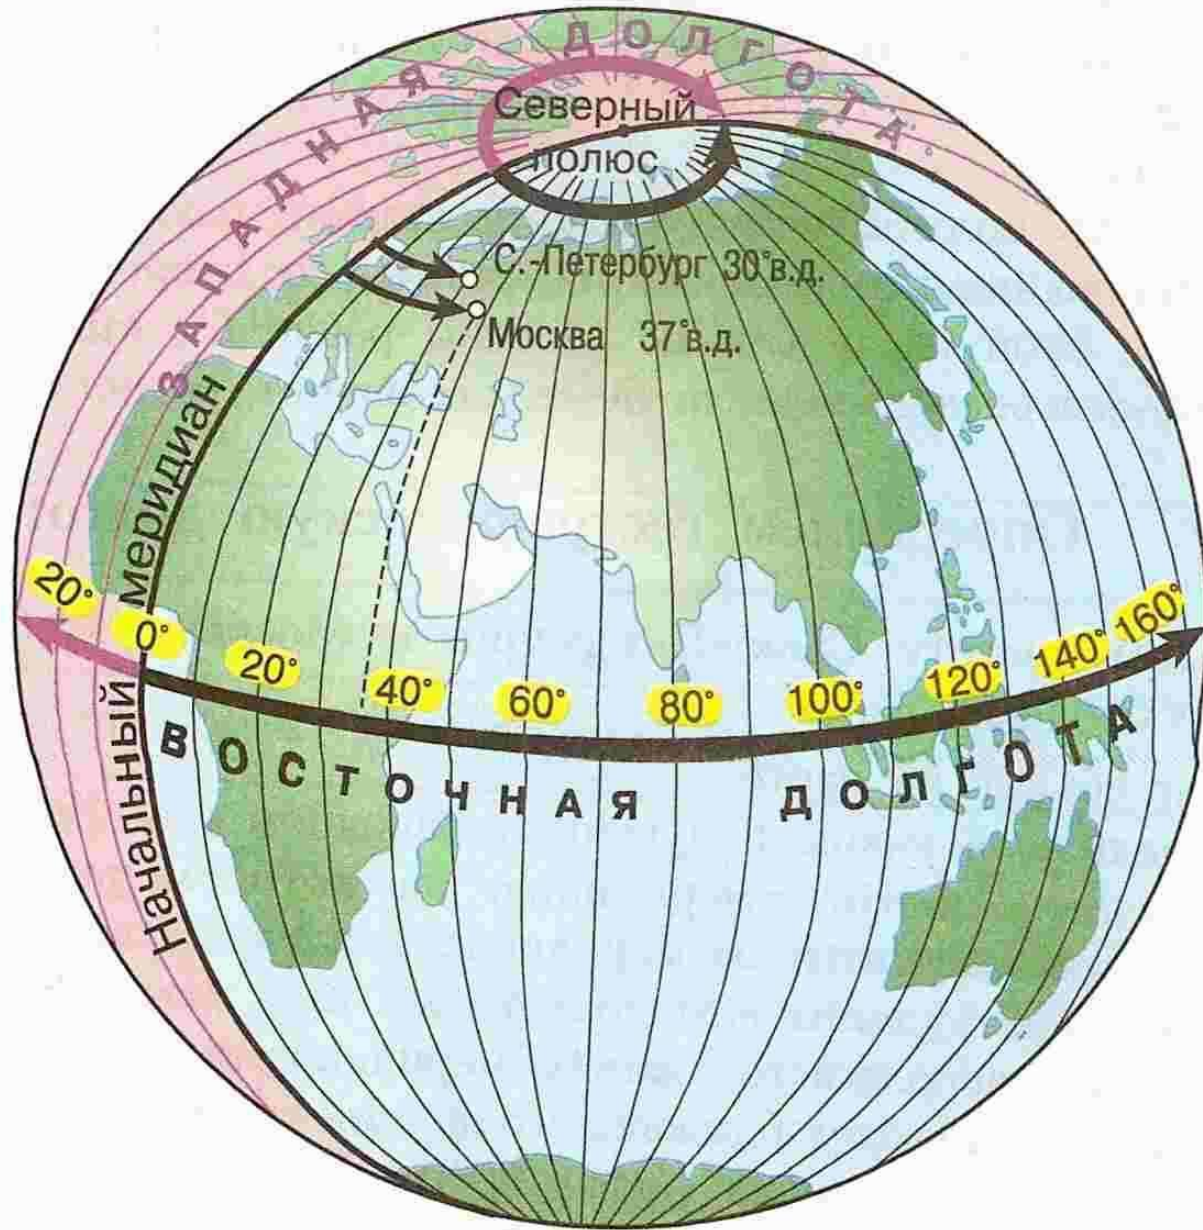 ЗАПАДНАЯ ДОЛГОТА
Северный
полюс
С.-Петербург 30°в.д.
Москва 37°в.д.
Начальный меридиан
20° 0° 20° 40° 60° 80° 100° 120° 140° 160°
ВОСТОЧНАЯ ДОЛГОТА